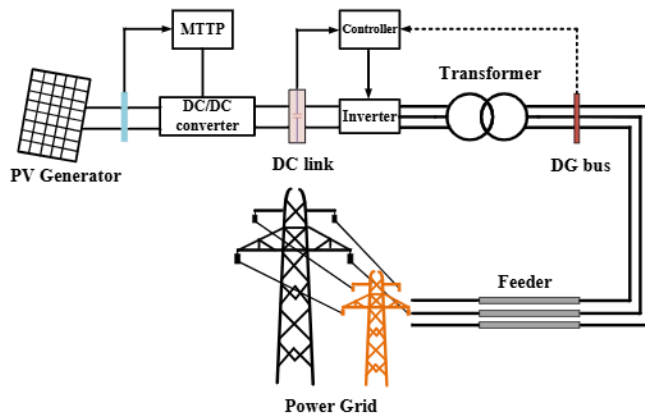 MTTP
Controller
Transformer
DC/DC
converter
Inverter
PV Generator
DC link
DG bus
Feeder
Power Grid